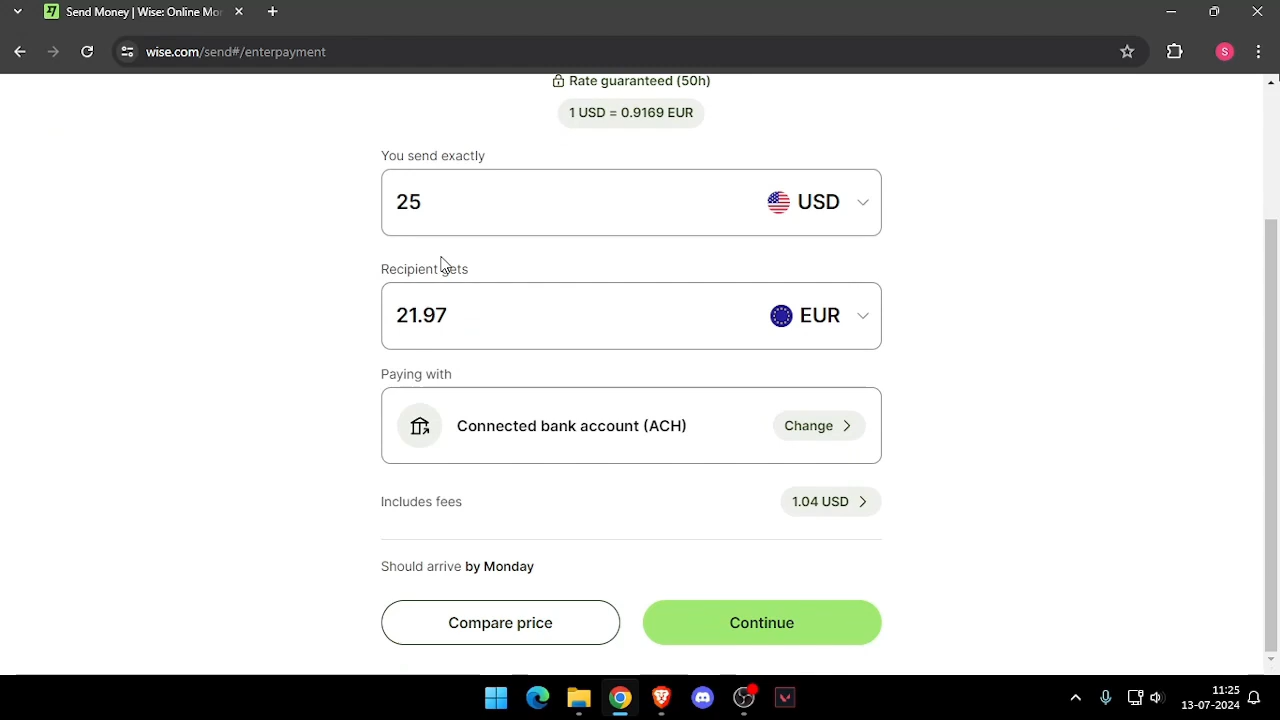 Send Money | Wise: Online Mo
wise.com/send#/enterpayment
S
Rate guaranteed (50h)
1 USD = 0.9169 EUR
You send exactly
25
USD
Recipient gets
21.97
EUR
Paying with
Connected bank account (ACH)
Change
Includes fees
1.04 USD
Should arrive by Monday
Compare price
Continue
11:25
13-07-2024